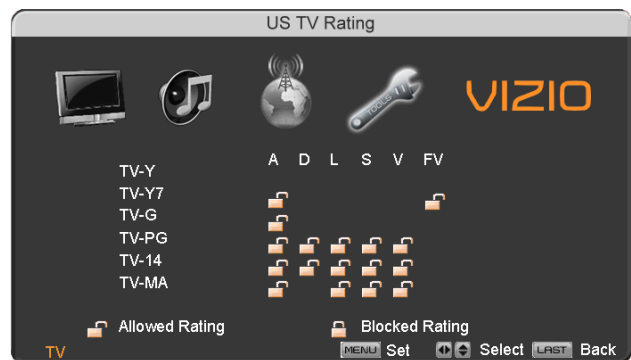 US TV Rating
TOOLS
VIZIO
A D L S V FV
TV-Y
TV-Y7
TV-G
TV-PG
TV-14
TV-MA
Allowed Rating Blocked Rating
TV MENU Set Select LAST Back